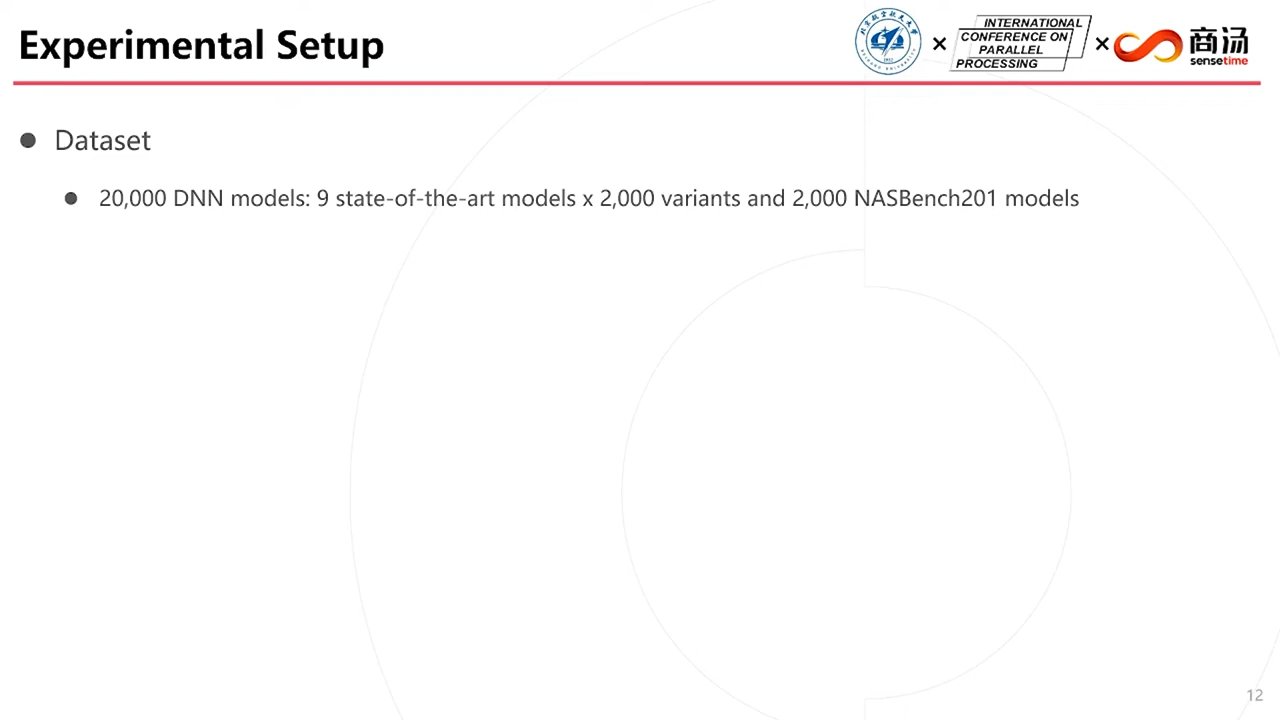 Experimental Setup
×
INTERNATIONAL
CONFERENCE ON
PARALLEL
PROCESSING
×
商汤
sensetime
Dataset
20,000 DNN models: 9 state-of-the-art models x 2,000 variants and 2,000 NASBench201 models
12